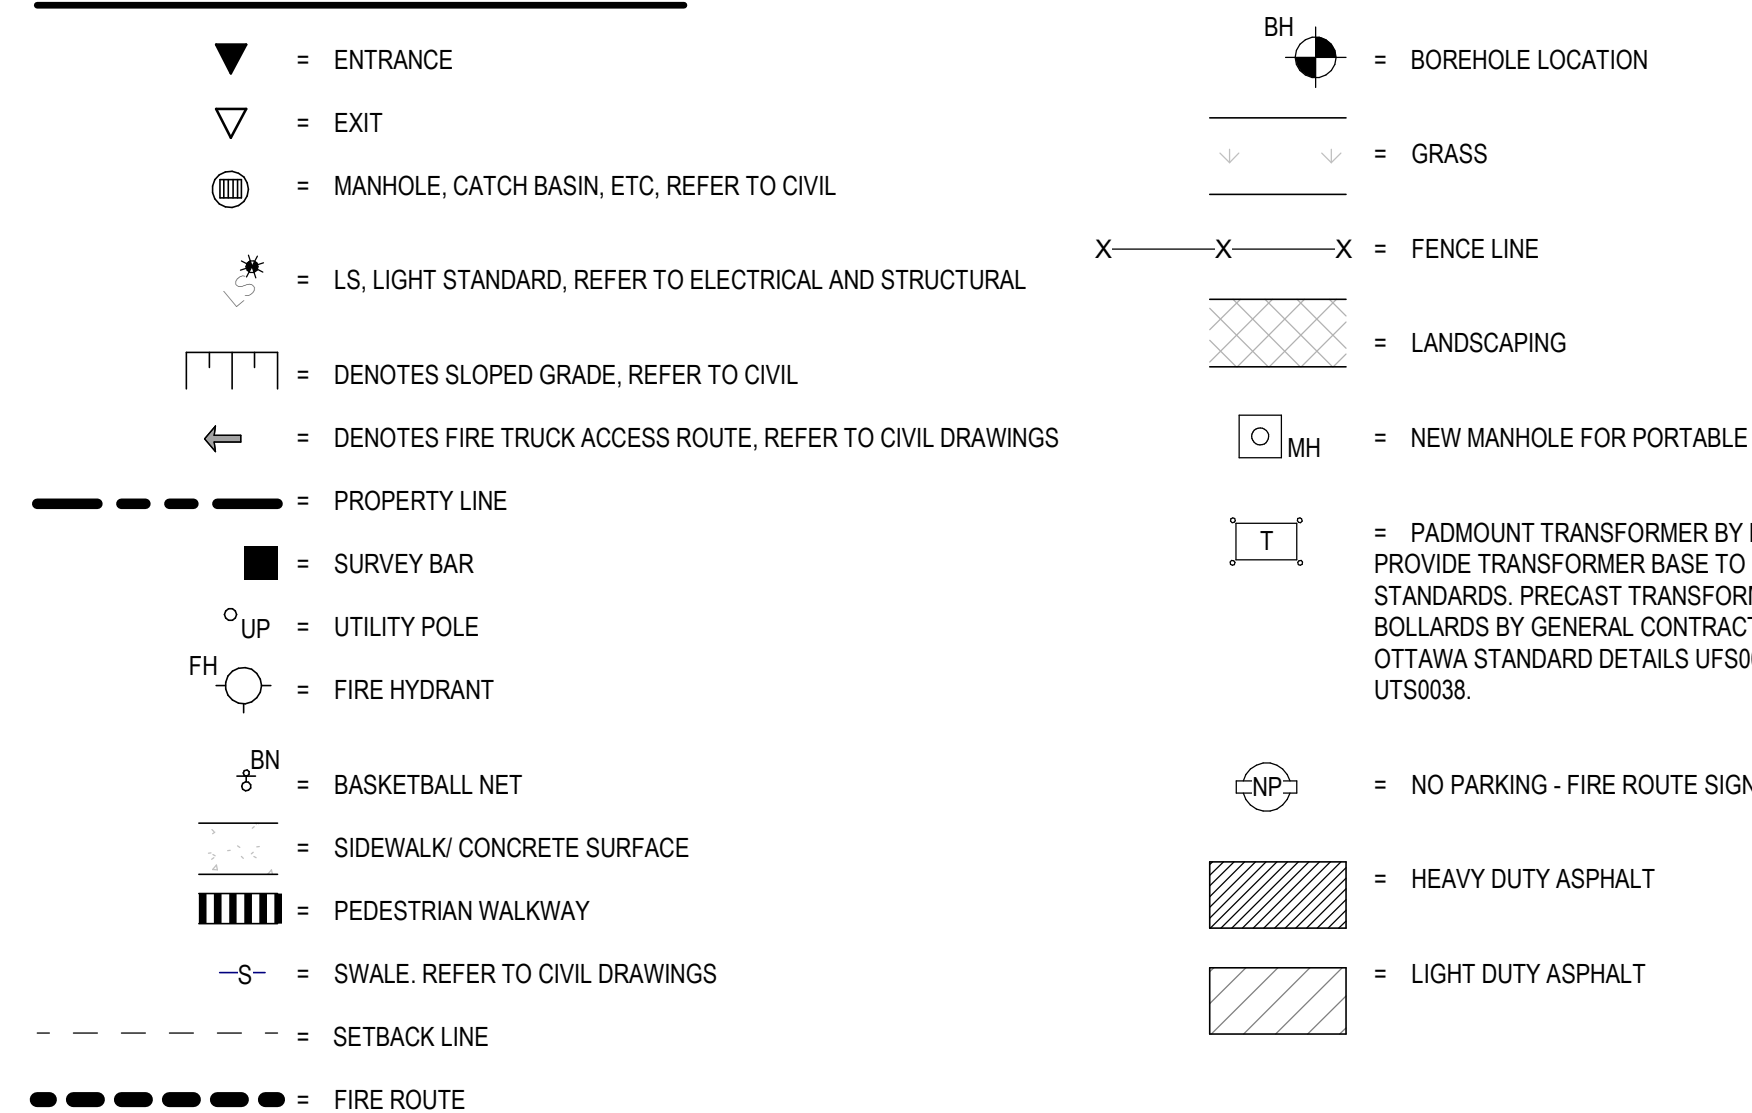 = ENTRANCE
= EXIT
= MANHOLE, CATCH BASIN, ETC, REFER TO CIVIL
LS = LS, LIGHT STANDARD, REFER TO ELECTRICAL AND STRUCTURAL
= DENOTES SLOPED GRADE, REFER TO CIVIL
= DENOTES FIRE TRUCK ACCESS ROUTE, REFER TO CIVIL DRAWINGS
= PROPERTY LINE
= SURVEY BAR
UP = UTILITY POLE
FH = FIRE HYDRANT
BN = BASKETBALL NET
= SIDEWALK/ CONCRETE SURFACE
= PEDESTRIAN WALKWAY
S = SWALE. REFER TO CIVIL DRAWINGS
= SETBACK LINE
= FIRE ROUTE
BH = BOREHOLE LOCATION
= GRASS
X X X = FENCE LINE
= LANDSCAPING
MH = NEW MANHOLE FOR PORTABLE
T = PADMOUNT TRANSFORMER BY
PROVIDE TRANSFORMER BASE TO
STANDARDS. PRECAST
BOLLARDS BY GENERAL
OTTAWA STANDARD DETAILS
UTS0038.
NP = NO PARKING - FIRE ROUTE SIGN
= HEAVY DUTY ASPHALT
= LIGHT DUTY ASPHALT